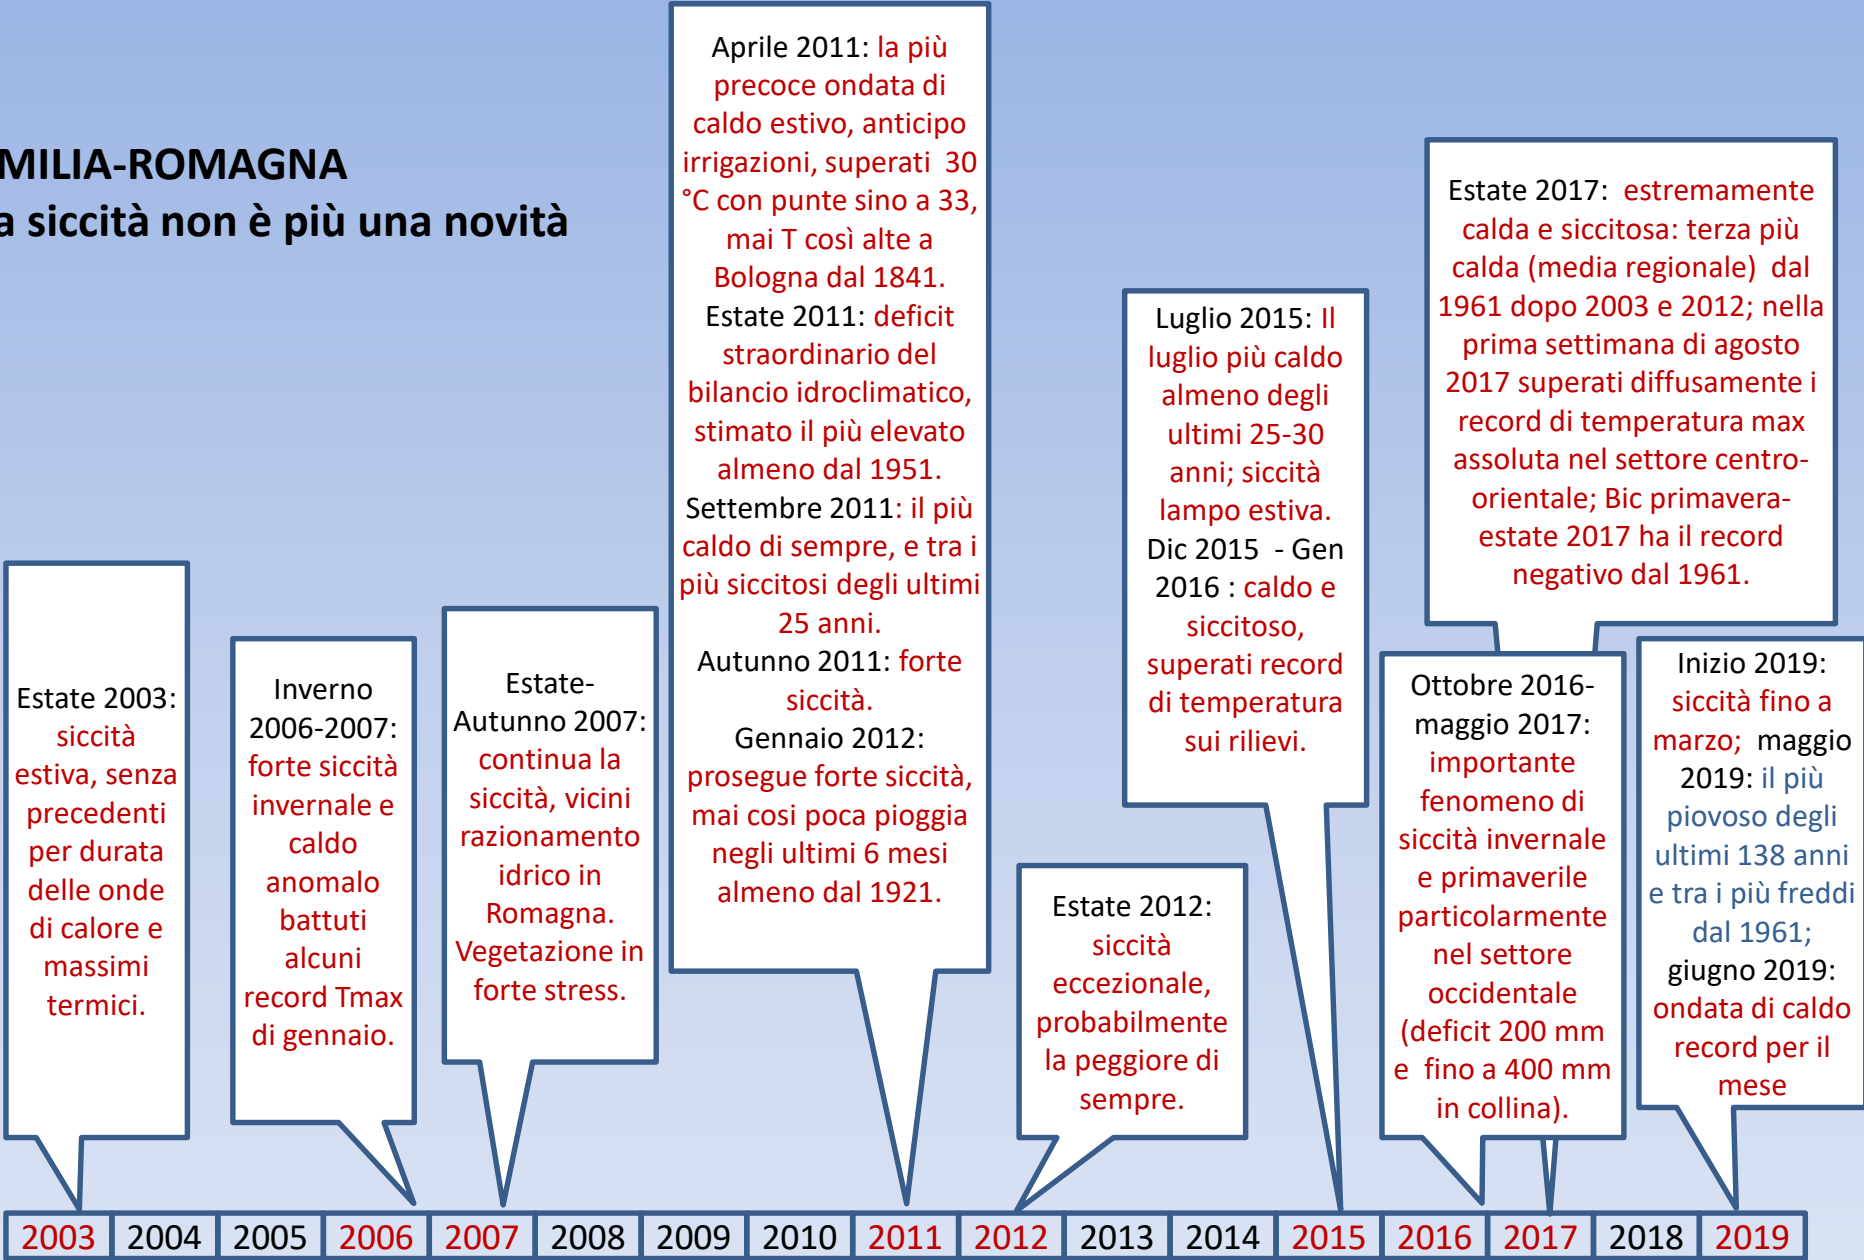 MILIA-ROMAGNA
a siccità non è più una novità
Estate 2003:
siccità
estiva, senza
precedenti
per durata
delle onde
di calore e
massimi
termici.
Inverno
2006-2007:
forte siccità
invernale e
caldo
anomalo
battuti
alcuni
record Tmax
di gennaio.
Estate-
Autunno 2007:
continua la
siccità, vicini
razionamento
idrico in
Romagna.
Vegetazione in
forte stress.
Aprile 2011: la più
precoce ondata di
caldo estivo, anticipo
irrigazioni, superati 30
°C con punte sino a 33,
mai T così alte a
Bologna dal 1841.
Estate 2011: deficit
straordinario del
bilancio idroclimatico,
stimato il più elevato
almeno dal 1951.
Settembre 2011: il più
caldo di sempre, e tra i
più siccitosi degli ultimi
25 anni.
Autunno 2011: forte
siccità.
Gennaio 2012:
prosegue forte siccità,
mai cosi poca pioggia
negli ultimi 6 mesi
almeno dal 1921.
Estate 2012:
siccità
eccezionale,
probabilmente
la peggiore di
sempre.
Luglio 2015: Il
luglio più caldo
almeno degli
ultimi 25-30
anni; siccità
lampo estiva.
Dic 2015 - Gen
2016 : caldo e
siccitoso,
superati record
di temperatura
sui rilievi.
Ottobre 2016-
maggio 2017:
importante
fenomeno di
siccità invernale
e primaverile
particolarmente
nel settore
occidentale
(deficit 200 mm
e fino a 400 mm
in collina).
Estate 2017: estremamente
calda e siccitosa: terza più
calda (media regionale) dal
1961 dopo 2003 e 2012; nella
prima settimana di agosto
2017 superati diffusamente i
record di temperatura max
assoluta nel settore centro-
orientale; Bic primavera-
estate 2017 ha il record
negativo dal 1961.
Inizio 2019:
siccità fino a
marzo; maggio
2019: il più
piovoso degli
ultimi 138 anni
e tra i più freddi
dal 1961;
giugno 2019:
ondata di caldo
record per il
mese
2003 2004 2005 2006 2007 2008 2009 2010 2011 2012 2013 2014 2015 2016 2017 2018 2019